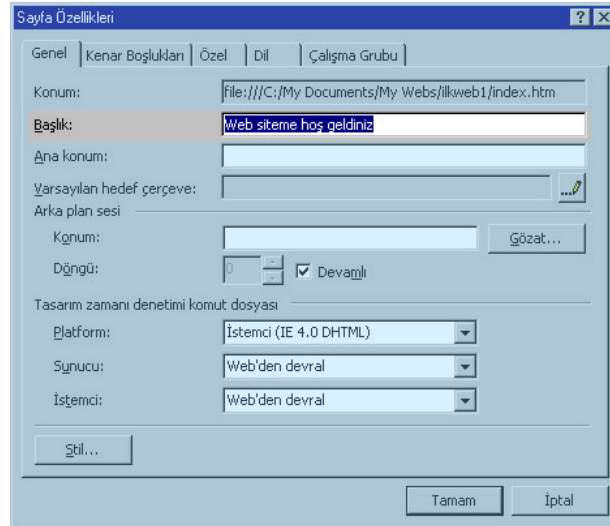 Sayfa Özellikleri
Genel Kenar Boşlukları Özel Dil Çalışma Grubu
Konum: file:///C:/My Documents/My Webs/ilkweb1/index.htm
Başlık: Web siteme hoş geldiniz
Ana konum:
Varsayılan hedef çerçeve:
Arka plan sesi
Konum: Gözat...
Döngü: 0 Devamlı
Tasarım zamanı denetimi komut dosyası
Platform: İstemci (IE 4.0 DHTML)
Sunucu: Web'den devral
İstemci: Web'den devral
Stil...
Tamam İptal